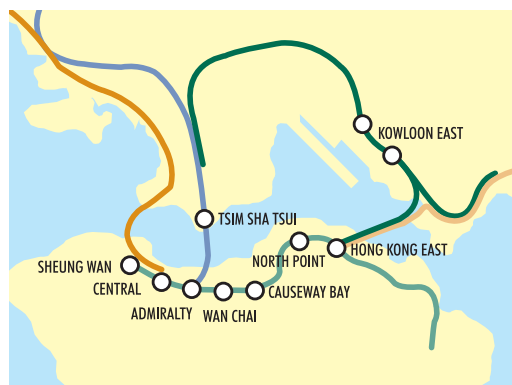 KOWLOON EAST
TSIM SHA TSUI
NORTH POINT
HONG KONG EAST
SHEUNG WAN
CENTRAL
ADMIRALTY
WAN CHAI
CAUSEWAY BAY